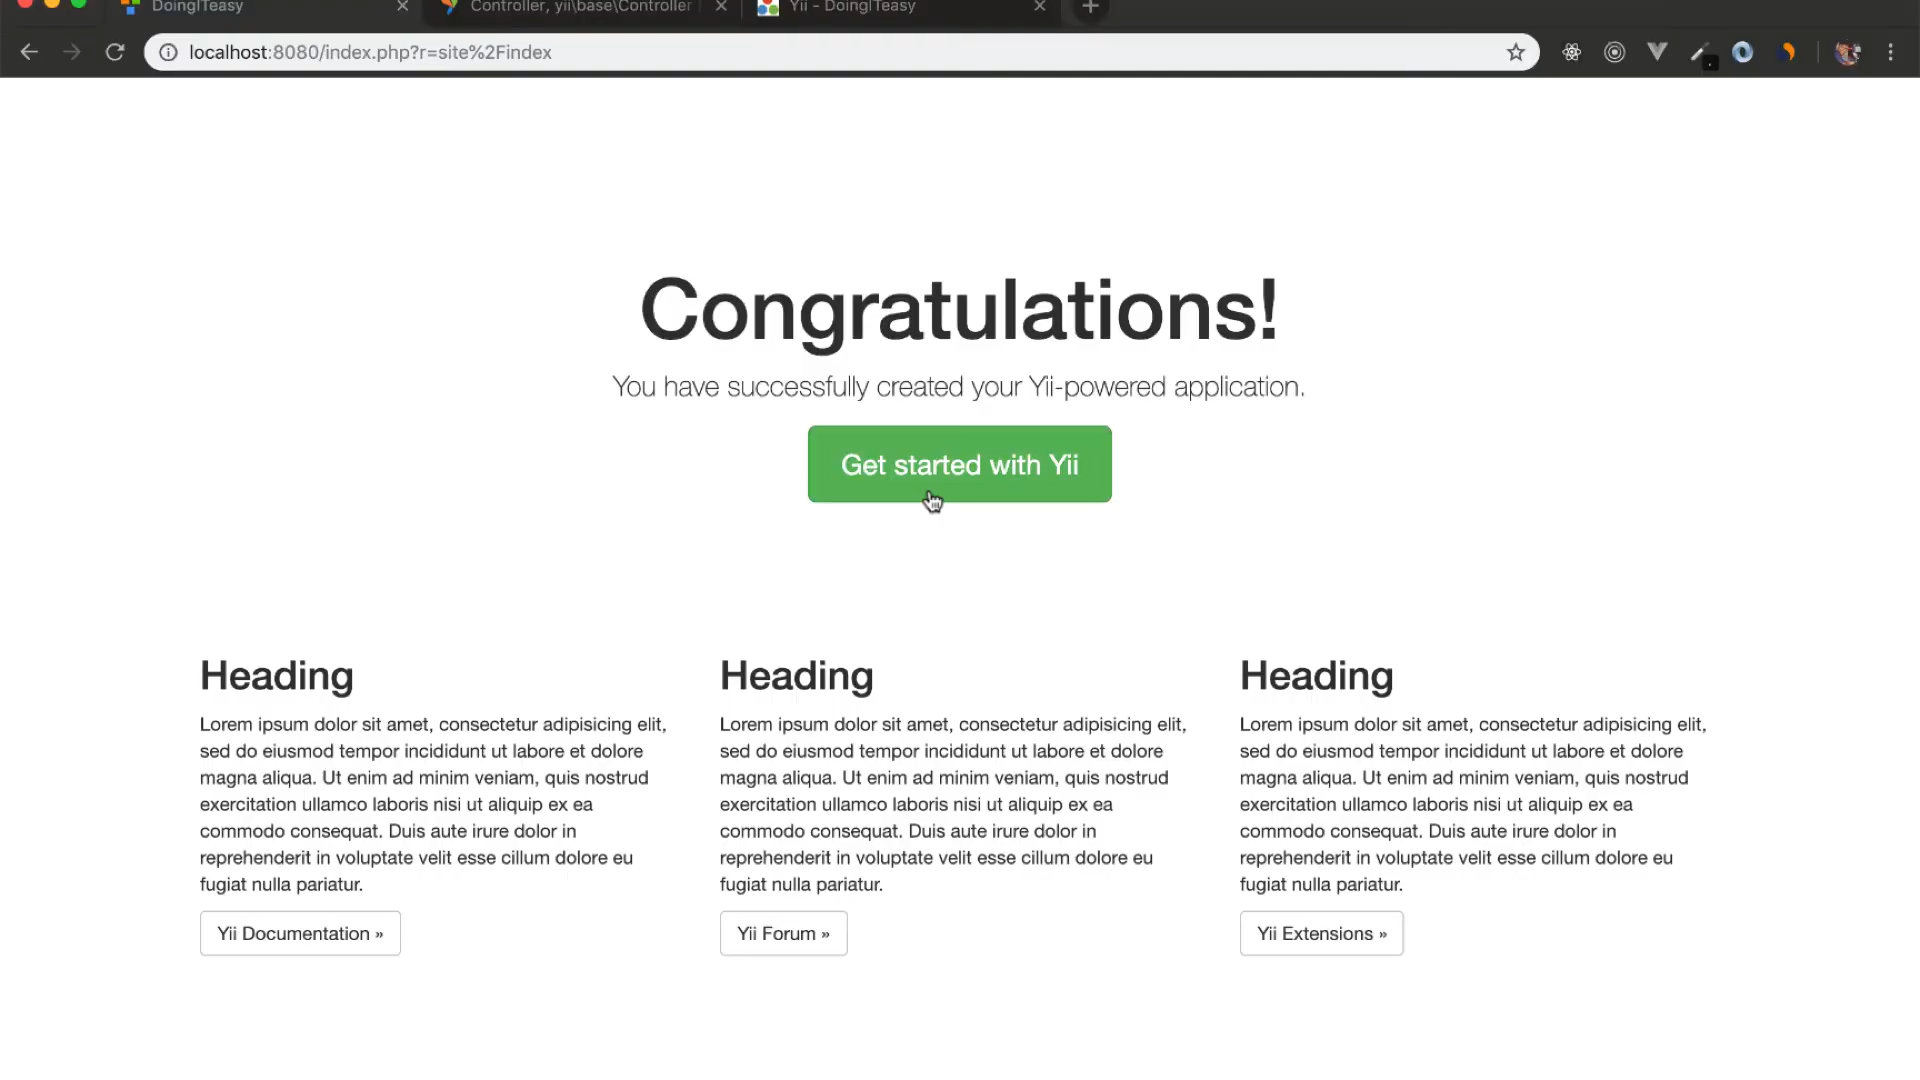 DoingITeasy
Controller, yii\base\Controller
Yii - DoingITeasy
localhost:8080/index.php?r=site%2Findex
Congratulations!
You have successfully created your Yii-powered application.
Get started with Yii
Heading
Lorem ipsum dolor sit amet, consectetur adipisicing elit,
sed do eiusmod tempor incididunt ut labore et dolore
magna aliqua. Ut enim ad minim veniam, quis nostrud
exercitation ullamco laboris nisi ut aliquip ex ea
commodo consequat. Duis aute irure dolor in
reprehenderit in voluptate velit esse cillum dolore eu
fugiat nulla pariatur.
Yii Documentation »
Heading
Lorem ipsum dolor sit amet, consectetur adipisicing elit,
sed do eiusmod tempor incididunt ut labore et dolore
magna aliqua. Ut enim ad minim veniam, quis nostrud
exercitation ullamco laboris nisi ut aliquip ex ea
commodo consequat. Duis aute irure dolor in
reprehenderit in voluptate velit esse cillum dolore eu
fugiat nulla pariatur.
Yii Forum »
Heading
Lorem ipsum dolor sit amet, consectetur adipisicing elit,
sed do eiusmod tempor incididunt ut labore et dolore
magna aliqua. Ut enim ad minim veniam, quis nostrud
exercitation ullamco laboris nisi ut aliquip ex ea
commodo consequat. Duis aute irure dolor in
reprehenderit in voluptate velit esse cillum dolore eu
fugiat nulla pariatur.
Yii Extensions »